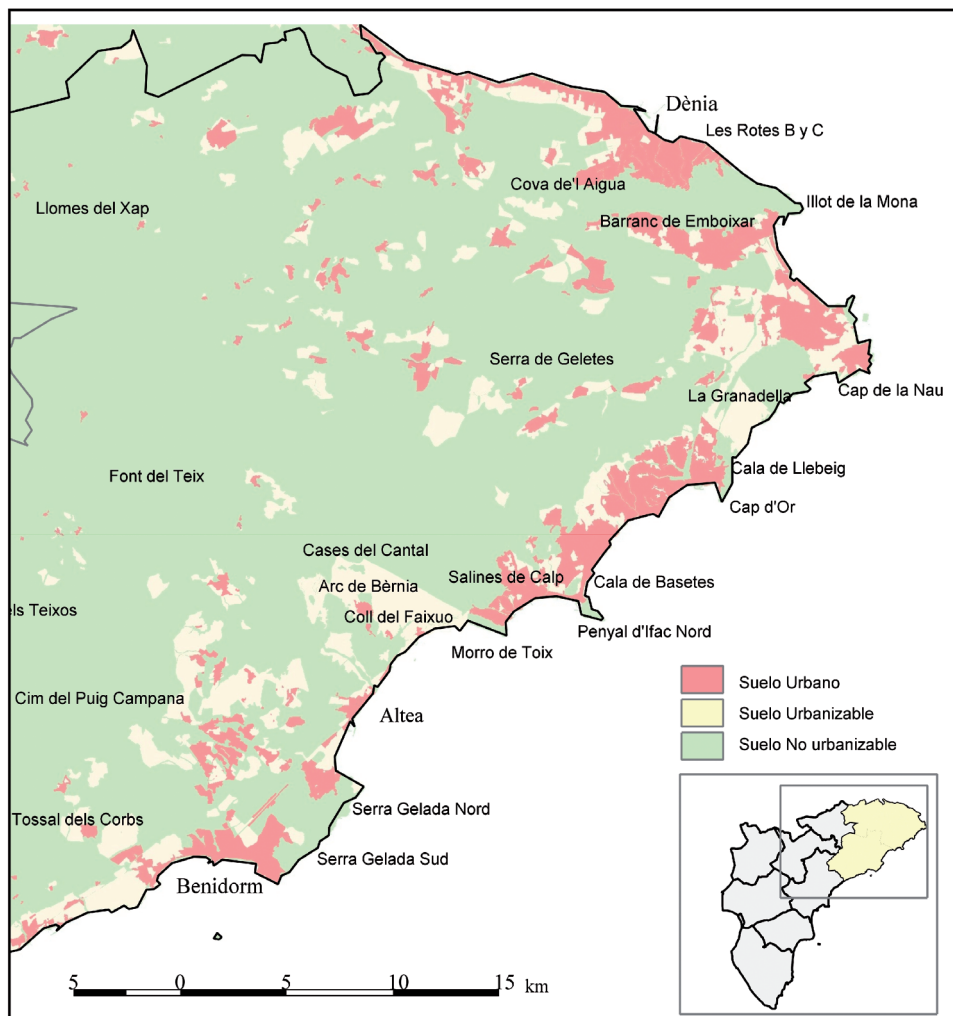 Dènia
Les Rotes B y C
Cova de'l Aigua
Illot de la Mona
Llomes del Xap
Barranc de Emboixar
Serra de Geletes
Cap de la Nau
La Granadella
Font del Teix
Cala de Llebeig
Cap d'Or
Cases del Cantal
Salines de Calp
Arc de Bèrnia
Cala de Basetes
els Teixos
Coll del Faixuo
Penyal d'Ifac Nord
Morro de Toix
Cim del Puig Campana
Altea
Suelo Urbano
Suelo Urbanizable
Suelo No urbanizable
Serra Gelada Nord
Tossal dels Corbs
Serra Gelada Sud
Benidorm
5 0 5 10 15 km